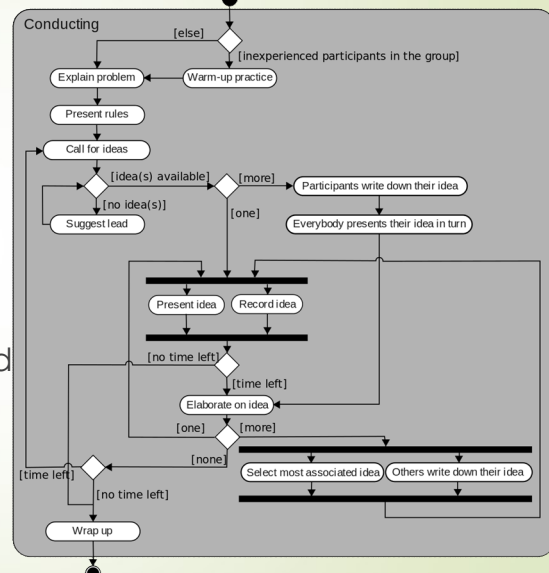 Conducting
[else]
[inexperienced participants in the group]
Explain problem
Warm-up practice
Present rules
Call for ideas
[idea(s) available]
[more]
Participants write down their idea
[no idea(s)]
[one]
Suggest lead
Everybody presents their idea in turn
Present idea
Record idea
[no time left]
d
[time left]
Elaborate on idea
[one]
[more]
[none]
[time left]
Select most associated idea
Others write down their idea
[no time left]
Wrap up